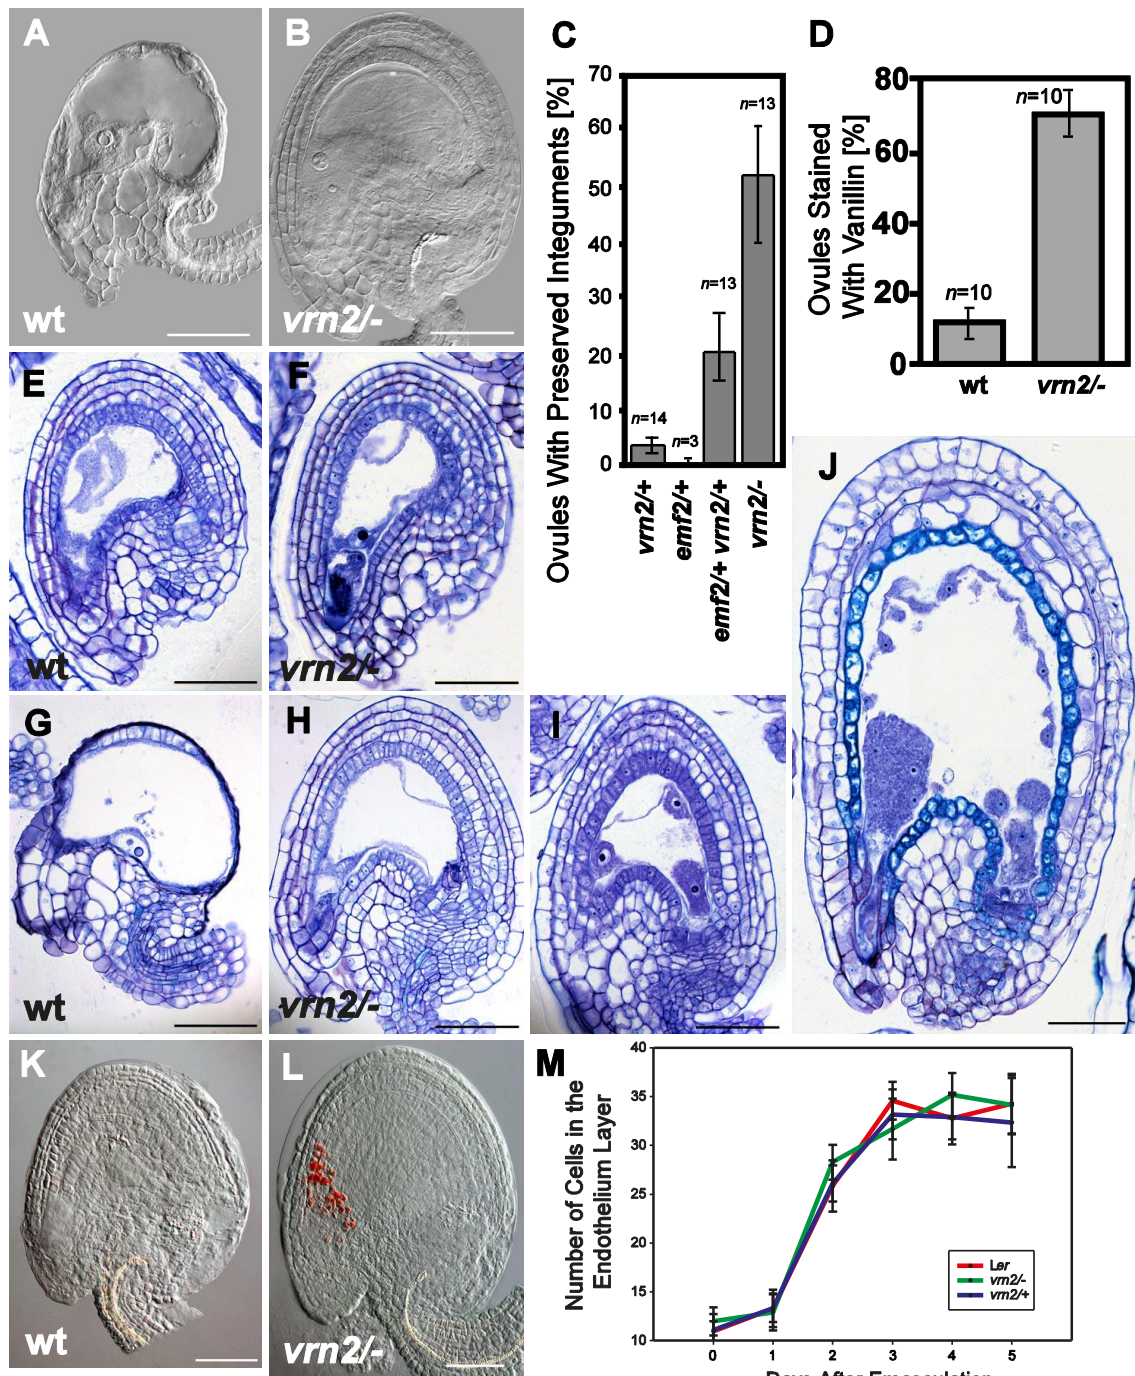 A
wt
B
vrn2/-
C
Ovules With Preserved Integuments [%]
70
60
50
40
30
20
10
0
n=14
n=3
n=13
n=13
vrn2/+
emf2/+
emf2/+ vrn2/+
vrn2/-
D
Ovules Stained
With Vanillin [%]
80
60
40
20
0
n=10
n=10
wt
vrn2/-
E
wt
F
vrn2/-
G
wt
H
vrn2/-
I
J
K
wt
L
vrn2/-
M
Number of Cells in the
Endothelium Layer
40
35
30
25
20
15
10
Ler
vrn2/-
vrn2/+
0 1 2 3 4 5
Days After Emasculation